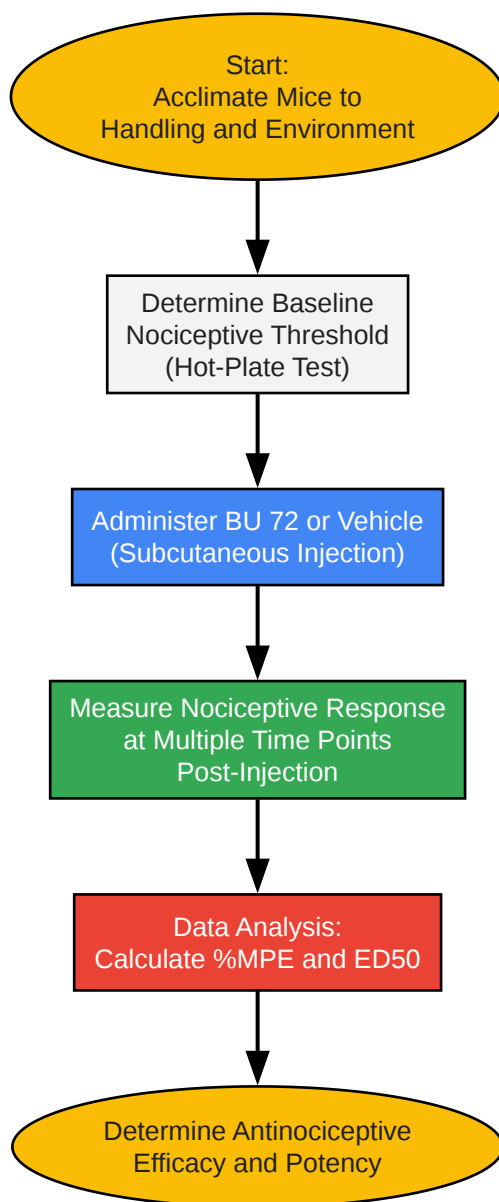 Start:
Acclimate Mice to
Handling and Environment
Determine Baseline
Nociceptive Threshold
(Hot-Plate Test)
Administer BU 72 or Vehicle
(Subcutaneous Injection)
Measure Nociceptive Response
at Multiple Time Points
Post-Injection
Data Analysis:
Calculate %MPE and ED50
Determine Antinociceptive
Efficacy and Potency